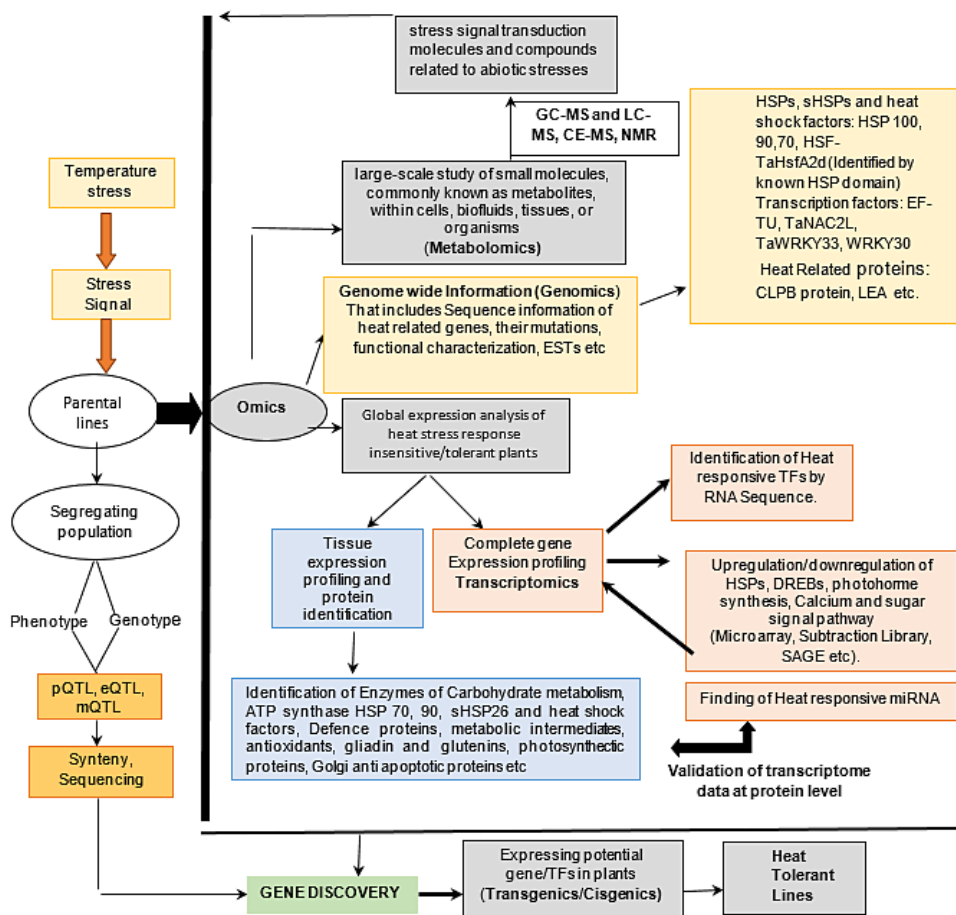 stress signal transduction
molecules and compounds
related to abiotic stresses
GC-MS and LC-
MS, CE-MS, NMR
HSPs, sHSPs and heat
shock factors: HSP 100,
90,70, HSF-
TaHsfA2d(Identified by
known HSP domain)
Transcription factors: EF-
TU, TaNAC2L,
TaWRKY33, WRKY30
Heat Related proteins:
CLPB protein, LEA etc.
Temperature
stress
large-scale study of small molecules,
commonly known as metabolites,
within cells, biofluids, tissues, or
organisms
(Metabolomics)
Stress
Signal
Genome wide Information (Genomics)
That includes Sequence information of
heat related genes, their mutations,
functional characterization, ESTs etc
Parental
lines
Omics
Global expression analysis of
heat stress response
insensitive/tolerant plants
Identification of Heat
responsive TFs by
RNA Sequence.
Segregating
population
Tissue
expression
profiling and
protein
identification
Complete gene
Expression profiling
Transcriptomics
Upregulation/downregulation of
HSPs, DREBs, photohorme
synthesis, Calcium and sugar
signal pathway
(Microarray, Subtraction Library,
SAGE etc).
Phenotype
Genotype
pQTL, eQTL,
mQTL
Identification of Enzymes of Carbohydrate metabolism,
ATP synthase HSP 70, 90, sHSP26 and heat shock
factors, Defence proteins, metabolic intermediates,
antioxidants, gliadin and glutenins, photosynthectic
proteins, Golgi anti apoptotic proteins etc
Finding of Heat responsive miRNA
Synteny,
Sequencing
Validation of transcriptome
data at protein level
GENE DISCOVERY
Expressing potential
gene/TFs in plants
(Transgenics/Cisgenics)
Heat
Tolerant
Lines